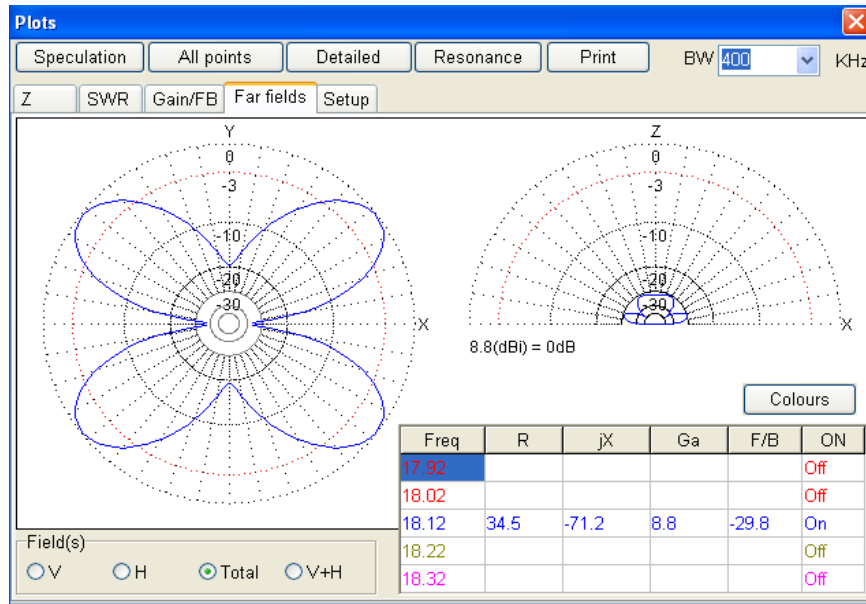 Plots
Speculation All points Detailed Resonance Print BW 400 KHz
Z SWR Gain/FB Far fields Setup
Y Z
0 0
-3 -3
-10 -10
-20 -20
-30 -30
X X
8.8(dBi) = 0dB
Colours
Freq R jX Ga F/B ON
17.92 Off
18.02 Off
18.12 34.5 -71.2 8.8 -29.8 On
18.22 Off
18.32 Off
Field(s)
V H Total V+H